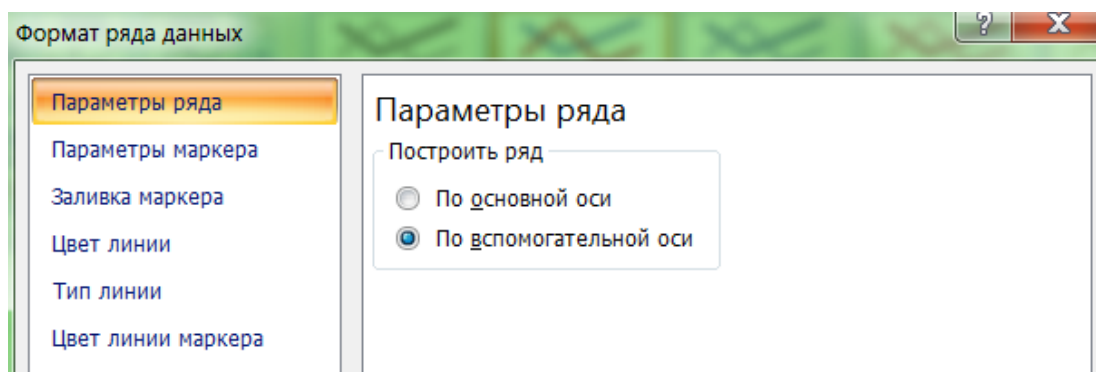 Формат ряда данных
?
X
Параметры ряда
Параметры маркера
Заливка маркера
Цвет линии
Тип линии
Цвет линии маркера
Параметры ряда
Построить ряд
По основной оси
По вспомогательной оси